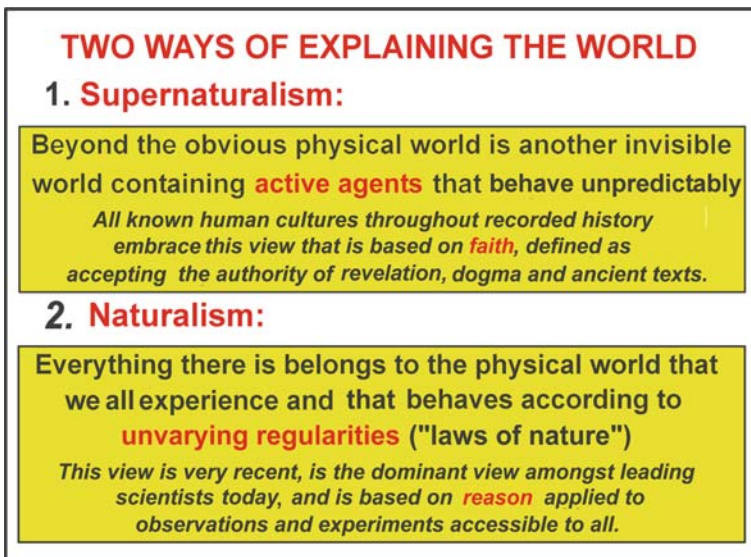 TWO WAYS OF EXPLAINING THE WORLD
1. Supernaturalism:
Beyond the obvious physical world is another invisible
world containing active agents that behave unpredictably
All known human cultures throughout recorded history
embrace this view that is based on faith, defined as
accepting the authority of revelation, dogma and ancient texts.
2. Naturalism:
Everything there is belongs to the physical world that
we all experience and that behaves according to
unvarying regularities ("laws of nature")
This view is very recent, is the dominant view amongst leading
scientists today, and is based on reason applied to
observations and experiments accessible to all.